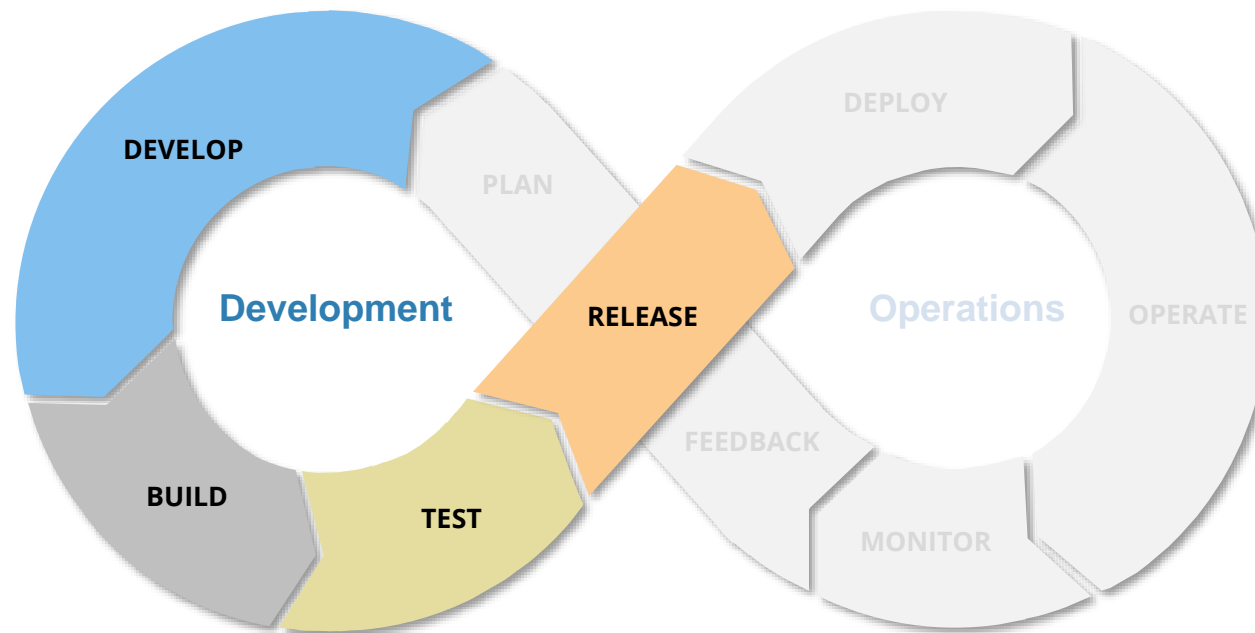 DEPLOY
DEVELOP
PLAN
Development
RELEASE
Operations
OPERATE
FEEDBACK
BUILD
TEST
MONITOR